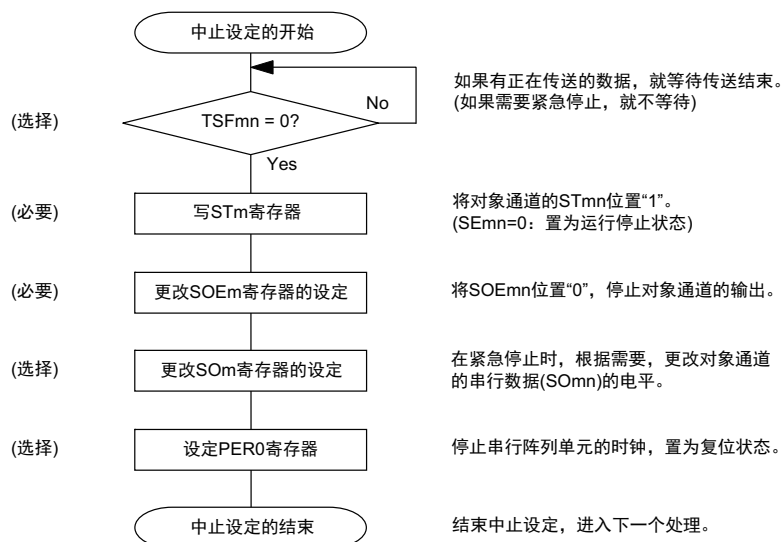 中止设定的开始
如果有正在传送的数据，就等待传送结束。
(如果需要紧急停止，就不等待)
No
(选择)
TSFmn = 0?
Yes
(必要)
写STm寄存器
将对象通道的STmn位置“1”。
(SEmn=0：置为运行停止状态)
(必要)
更改SOEm寄存器的设定
将SOEmn位置“0”，停止对象通道的输出。
(选择)
更改SOm寄存器的设定
在紧急停止时，根据需要，更改对象通道
的串行数据(SOmn)的电平。
(选择)
设定PER0寄存器
停止串行阵列单元的时钟，置为复位状态。
中止设定的结束
结束中止设定，进入下一个处理。